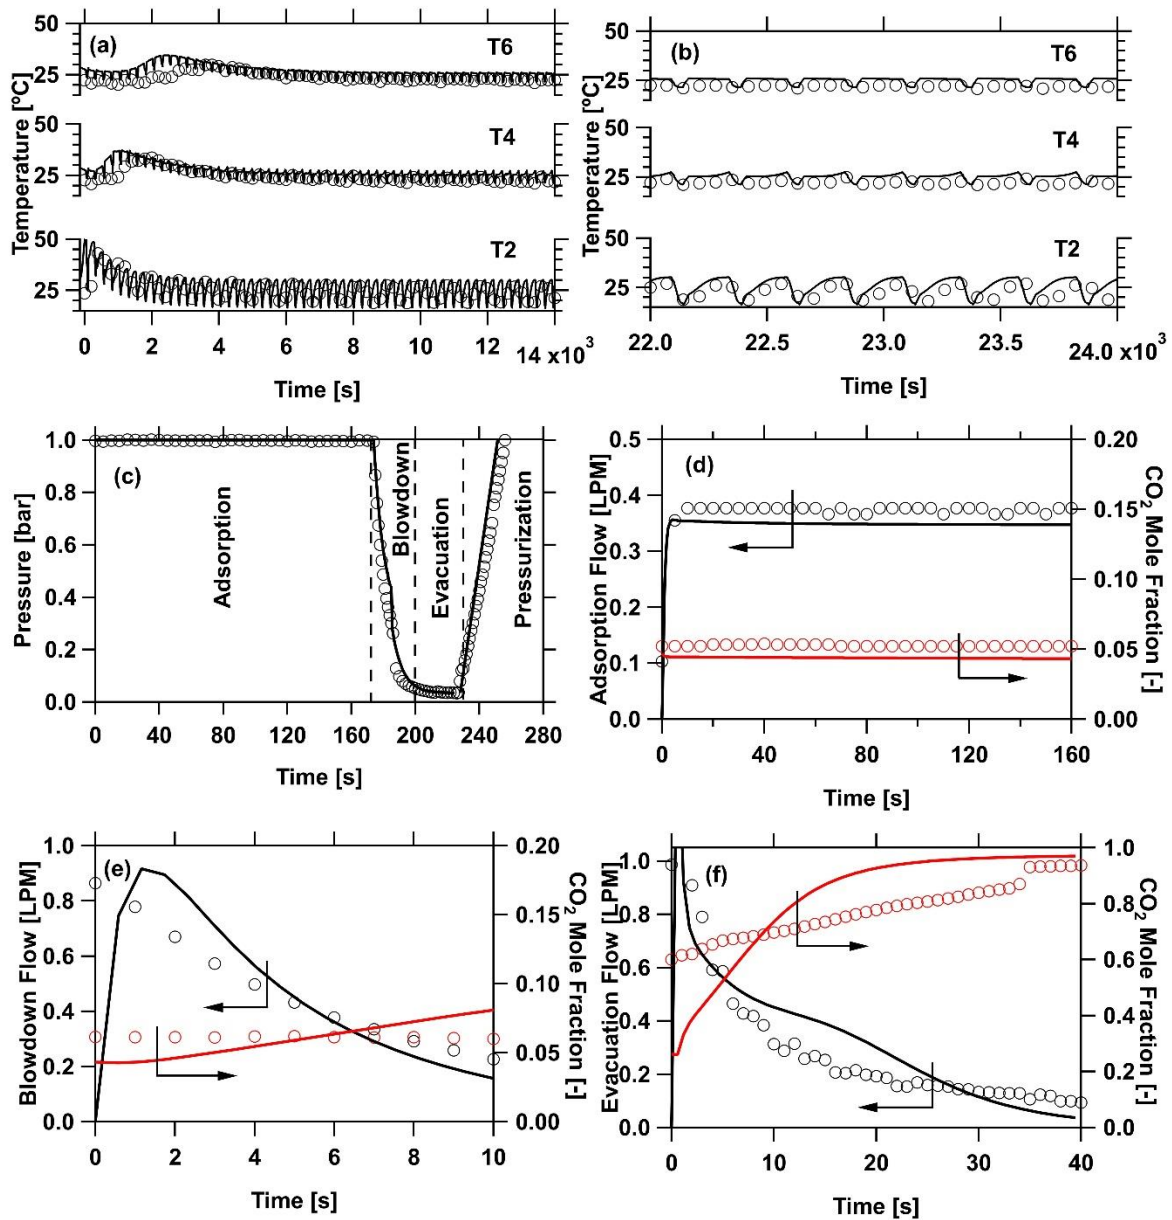 50
(a)
T6
25
50
T4
25
50
T2
25
Temperature [ºC]
0 2 4 6 8 10 12 14 x10³
Time [s]
50
(b)
T6
25
50
T4
25
50
T2
25
Temperature [ºC]
22.0 22.5 23.0 23.5 24.0 x10³
Time [s]
1.0
0.8
0.6
0.4
0.2
0.0
Pressure [bar]
(c)
Adsorption
Blowdown
Evacuation
Pressurization
0 40 80 120 160 200 240 280
Time [s]
0.5
0.4
0.3
0.2
0.1
0.0
Adsorption Flow [LPM]
(d)
0.20
0.15
0.10
0.05
0.00
CO₂ Mole Fraction [-]
0 40 80 120 160
Time [s]
1.0
0.8
0.6
0.4
0.2
0.0
Blowdown Flow [LPM]
(e)
0.20
0.15
0.10
0.05
0.00
CO₂ Mole Fraction [-]
0 2 4 6 8 10
Time [s]
1.0
0.8
0.6
0.4
0.2
0.0
Evacuation Flow [LPM]
(f)
1.0
0.8
0.6
0.4
0.2
0.0
CO₂ Mole Fraction [-]
0 10 20 30 40
Time [s]